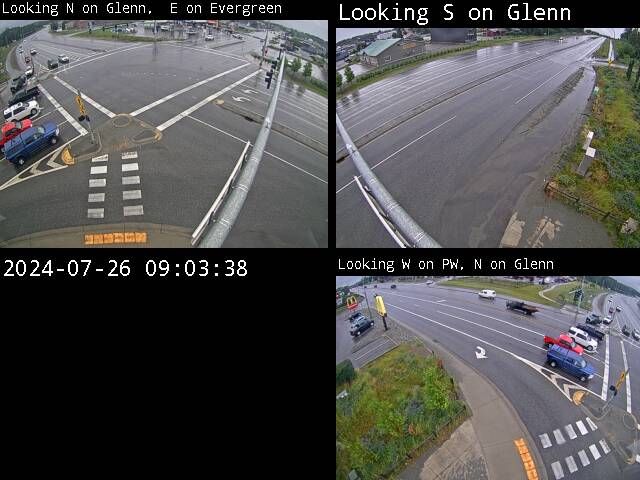 Looking N on Glenn, E on Evergreen
Looking S on Glenn
2024-07-26 09:03:38
Looking W on PW, N on Glenn